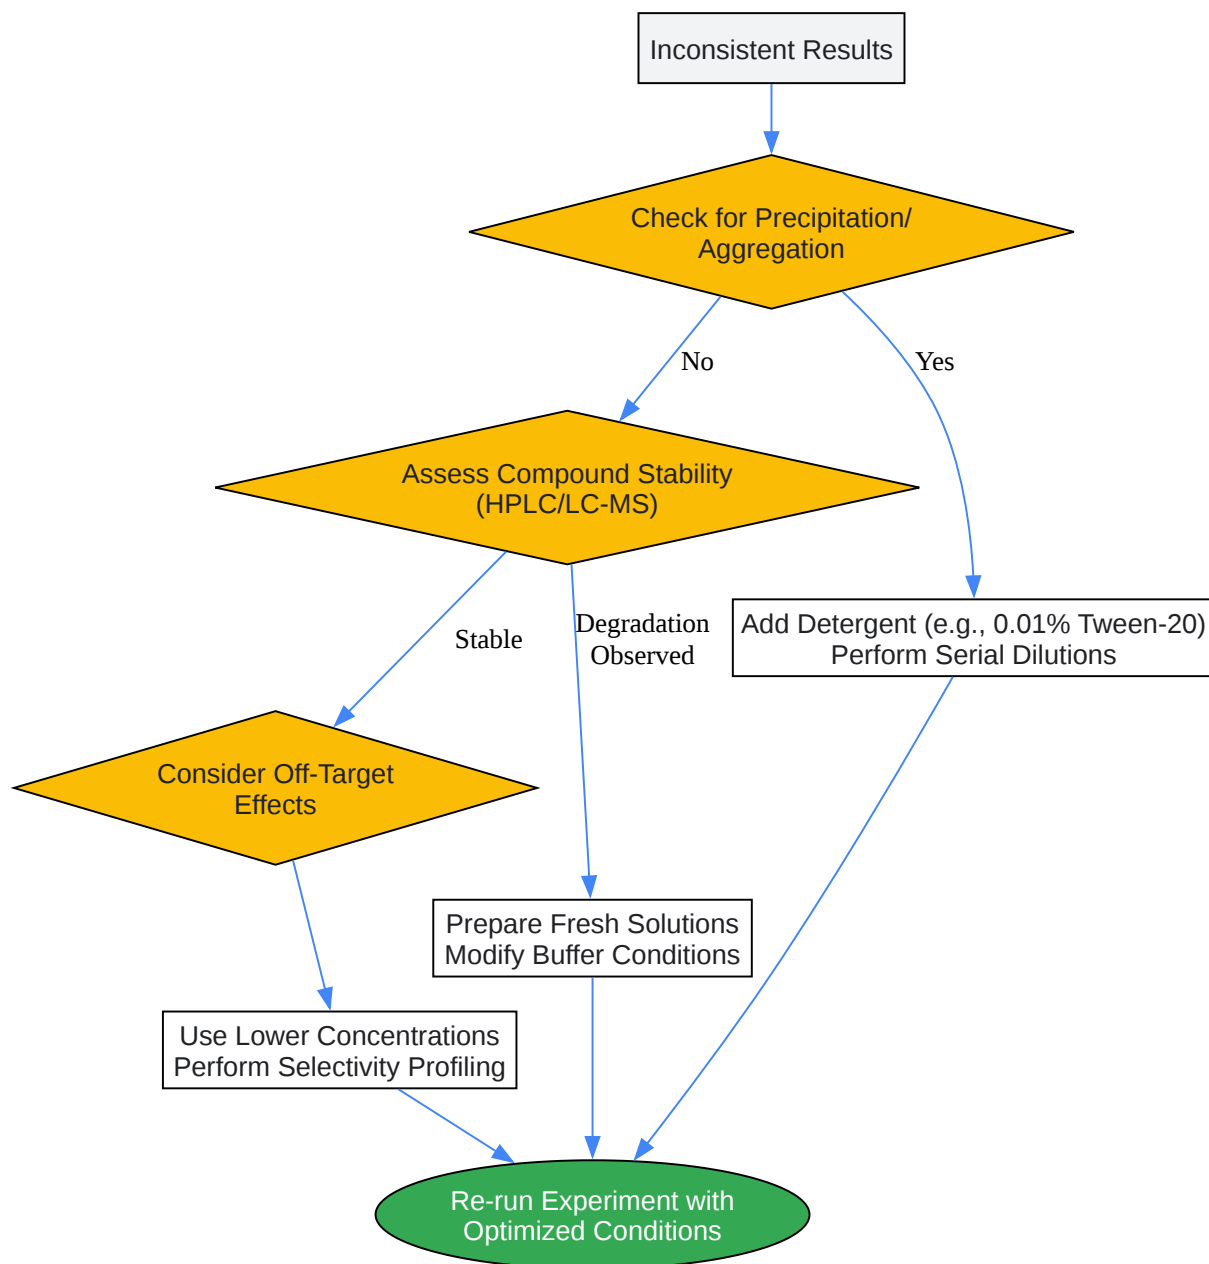 Inconsistent Results
Check for Precipitation/
Aggregation
No
Yes
Assess Compound Stability
(HPLC/LC-MS)
Stable
Degradation
Observed
Add Detergent (e.g., 0.01% Tween-20)
Perform Serial Dilutions
Consider Off-Target
Effects
Prepare Fresh Solutions
Modify Buffer Conditions
Use Lower Concentrations
Perform Selectivity Profiling
Re-run Experiment with
Optimized Conditions